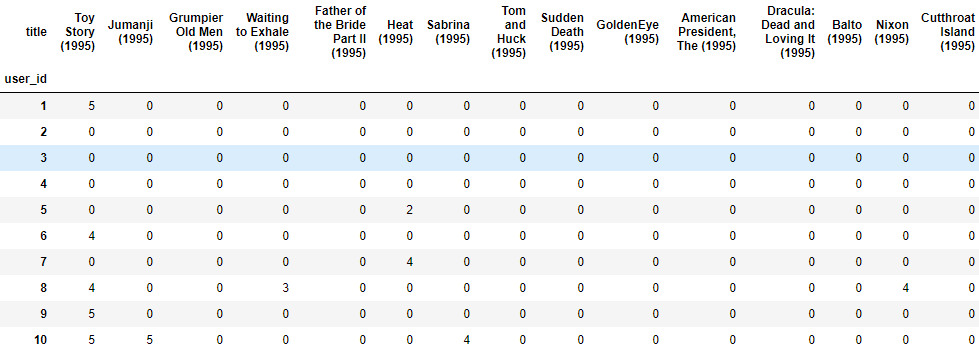 title Toy Story (1995) Jumanji (1995) Grumpier Old Men (1995) Waiting to Exhale (1995) Father of the Bride Part II (1995) Heat (1995) Sabrina (1995) Tom and Huck (1995) Sudden Death (1995) GoldenEye (1995) American President, The (1995) Dracula: Dead and Loving It (1995) Balto (1995) Nixon (1995) Cutthroat Island (1995)
user_id
1 5 0 0 0 0 0 0 0 0 0 0 0 0 0 0
2 0 0 0 0 0 0 0 0 0 0 0 0 0 0 0
3 0 0 0 0 0 0 0 0 0 0 0 0 0 0 0
4 0 0 0 0 0 0 0 0 0 0 0 0 0 0 0
5 0 0 0 0 0 2 0 0 0 0 0 0 0 0 0
6 4 0 0 0 0 0 0 0 0 0 0 0 0 0 0
7 0 0 0 0 0 4 0 0 0 0 0 0 0 0 0
8 4 0 0 3 0 0 0 0 0 0 0 0 0 4 0
9 5 0 0 0 0 0 0 0 0 0 0 0 0 0 0
10 5 5 0 0 0 0 4 0 0 0 0 0 0 0 0